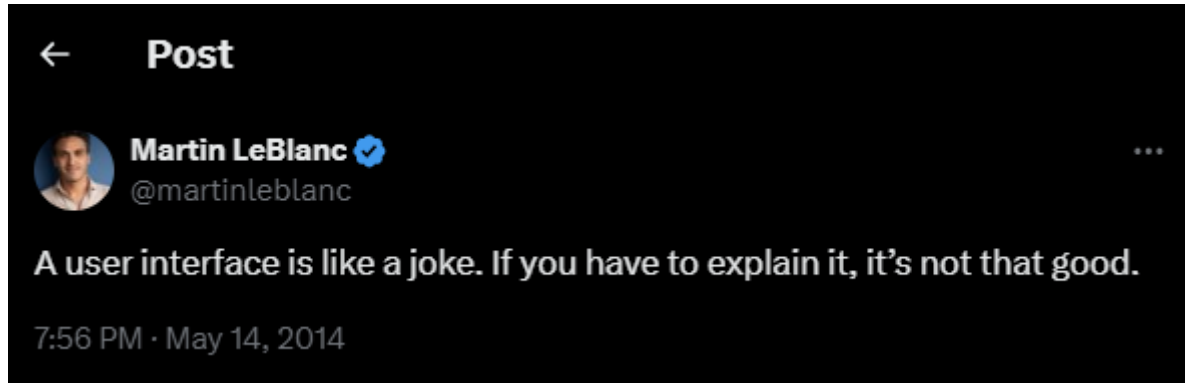 Post
Martin LeBlanc
@martinleblanc
A user interface is like a joke. If you have to explain it, it’s not that good.
7:56 PM · May 14, 2014